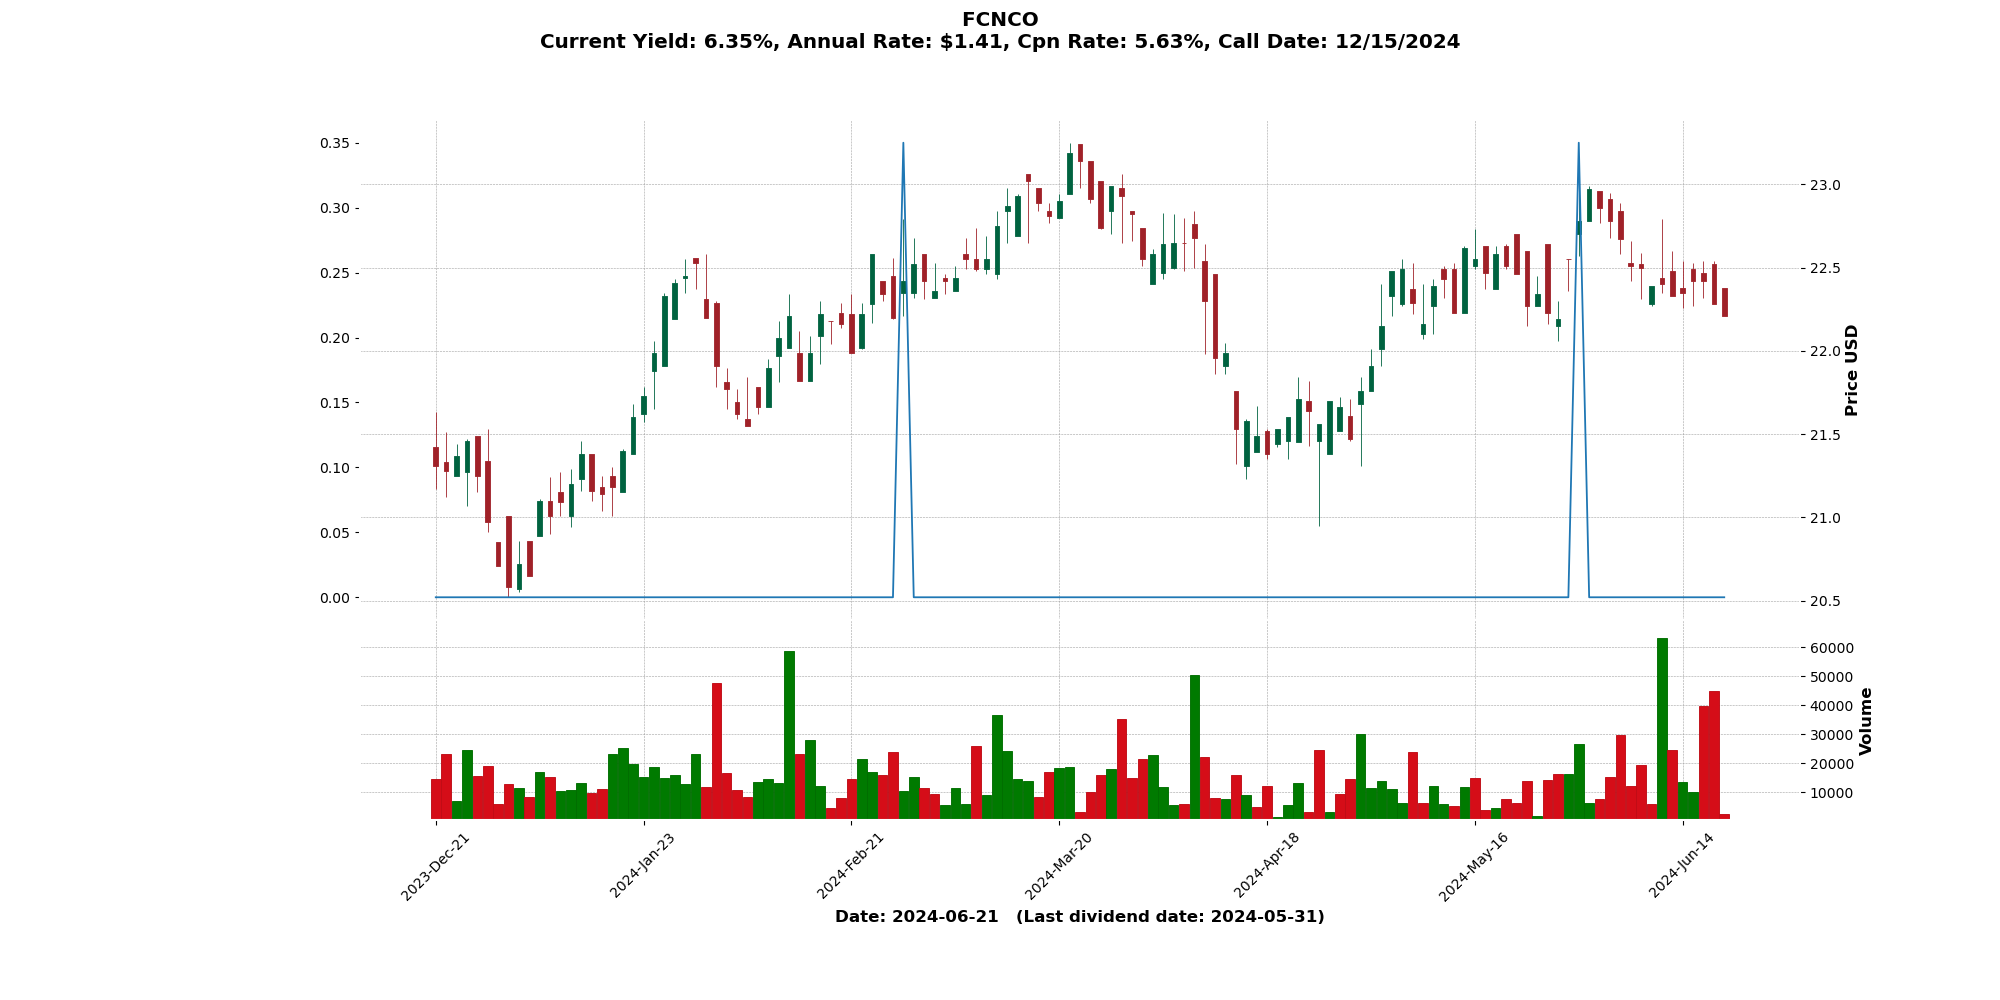 FCNCO
Current Yield: 6.35%, Annual Rate: $1.41, Cpn Rate: 5.63%, Call Date: 12/15/2024
0.35
0.30
0.25
0.20
0.15
0.10
0.05
0.00
23.0
22.5
22.0
21.5
21.0
20.5
Price USD
60000
50000
40000
30000
20000
10000
Volume
2023-Dec-21
2024-Jan-23
2024-Feb-21
2024-Mar-20
2024-Apr-18
2024-May-16
2024-Jun-14
Date: 2024-06-21 (Last dividend date: 2024-05-31)